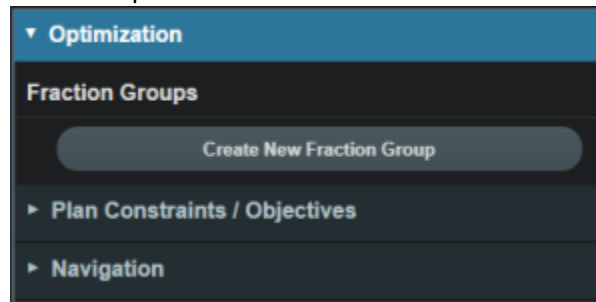 Optimization
Fraction Groups
Create New Fraction Group
Plan Constraints / Objectives
Navigation